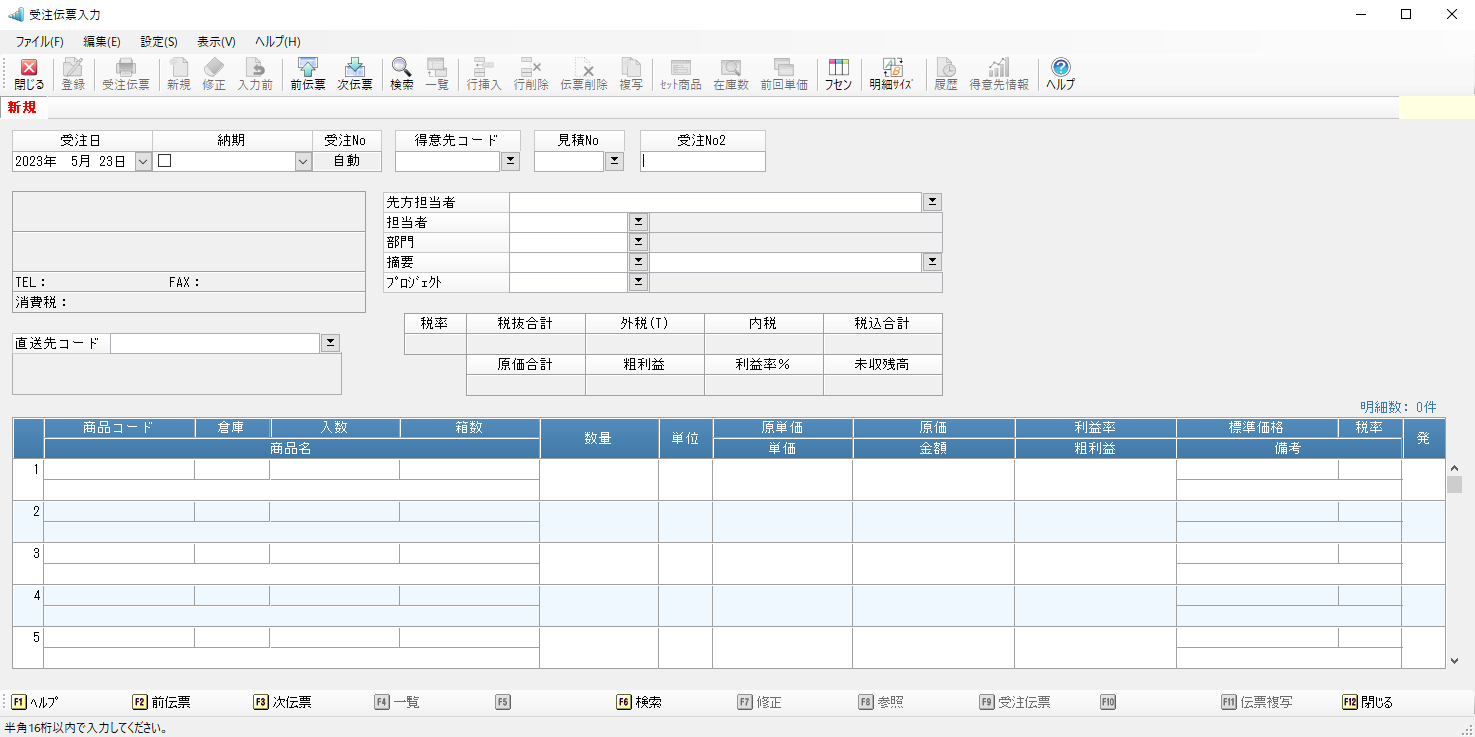 受注伝票入力
ファイル(F) 編集(E) 設定(S) 表示(V) ヘルプ(H)
閉じる 登録 受注伝票 新規 修正 入力前 前伝票 次伝票 検索 一覧 行挿入 行削除 伝票削除 複写 ｾｯﾄ商品 在庫数 前回単価 フセン 明細ｻｲｽﾞ 履歴 得意先情報 ヘルプ
新規
受注日 納期 受注No 得意先コード 見積No 受注No2
2023年 5月 23日 自動
先方担当者
担当者
部門
摘要
ﾌﾟﾛｼﾞｪｸﾄ
TEL： FAX：
消費税：
直送先コード
税率 税抜合計 外税(T) 内税 税込合計
原価合計 粗利益 利益率% 未収残高
明細数: 0件
商品コード 倉庫 入数 箱数 数量 単位 原単価 原価 利益率 標準価格 税率 発
商品名 単価 金額 粗利益 備考
1
2
3
4
5
F1 ヘルプ F2 前伝票 F3 次伝票 F4 一覧 F5 F6 検索 F7 修正 F8 参照 F9 受注伝票 F10 F11 伝票複写 F12 閉じる
半角16桁以内で入力してください。